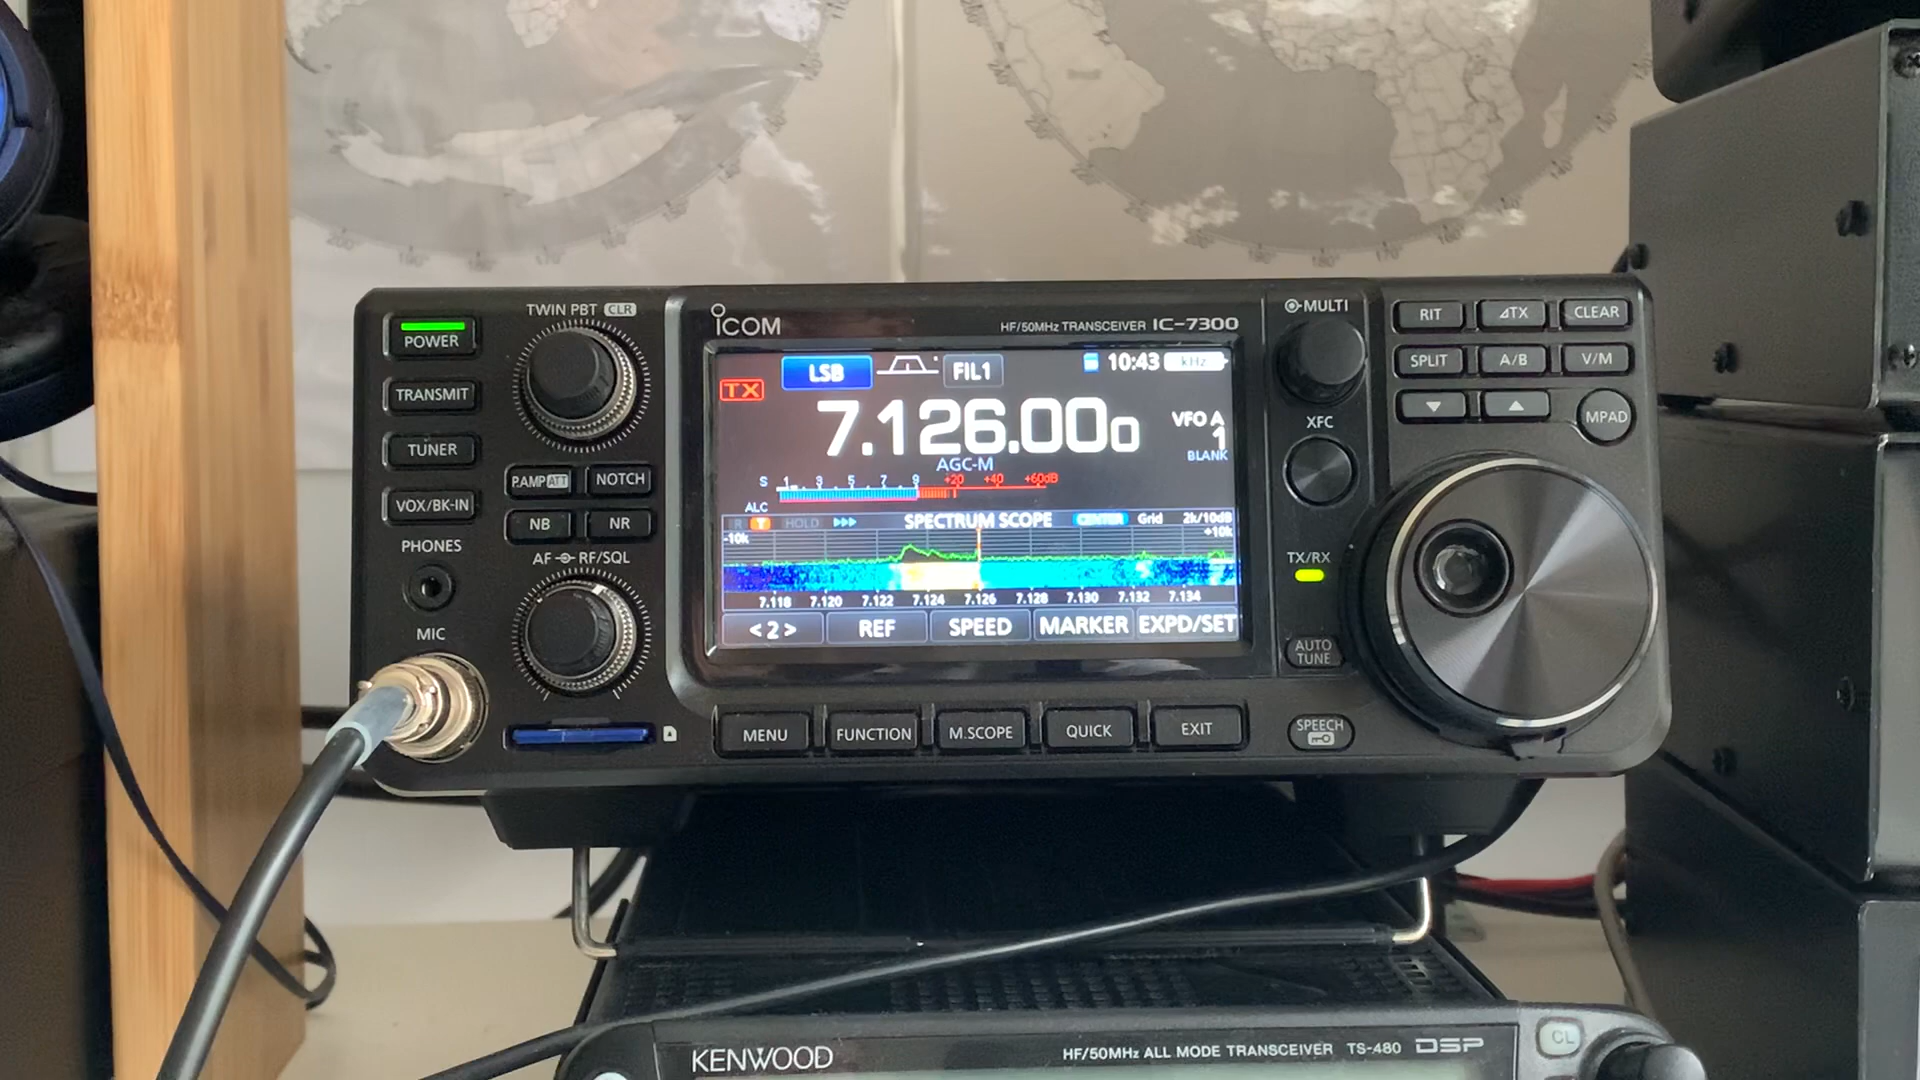 TWIN PBT CLR
POWER
TRANSMIT
TUNER
VOX/BK-IN
P.AMP ATT
NOTCH
NB
NR
PHONES
AF RF/SQL
MIC
ICOM
HF/50MHz TRANSCEIVER IC-7300
LSB
FIL1
10:43
kHz
TX
7.126.000
VFO A
1
BLANK
AGC-M
S 1 3 5 7 9 +20 +40 +60dB
ALC
R T HOLD
SPECTRUM SCOPE
CENTER
Grid
2k/10dB
-10k
+10k
7.118 7.120 7.122 7.124 7.126 7.128 7.130 7.132 7.134
<2>
REF
SPEED
MARKER
EXPD/SET
MENU
FUNCTION
M.SCOPE
QUICK
EXIT
MULTI
XFC
TX/RX
AUTO
TUNE
SPEECH
RIT
ΔTX
CLEAR
SPLIT
A/B
V/M
MPAD
KENWOOD
HF/50MHz ALL MODE TRANSCEIVER TS-480 DSP
CL